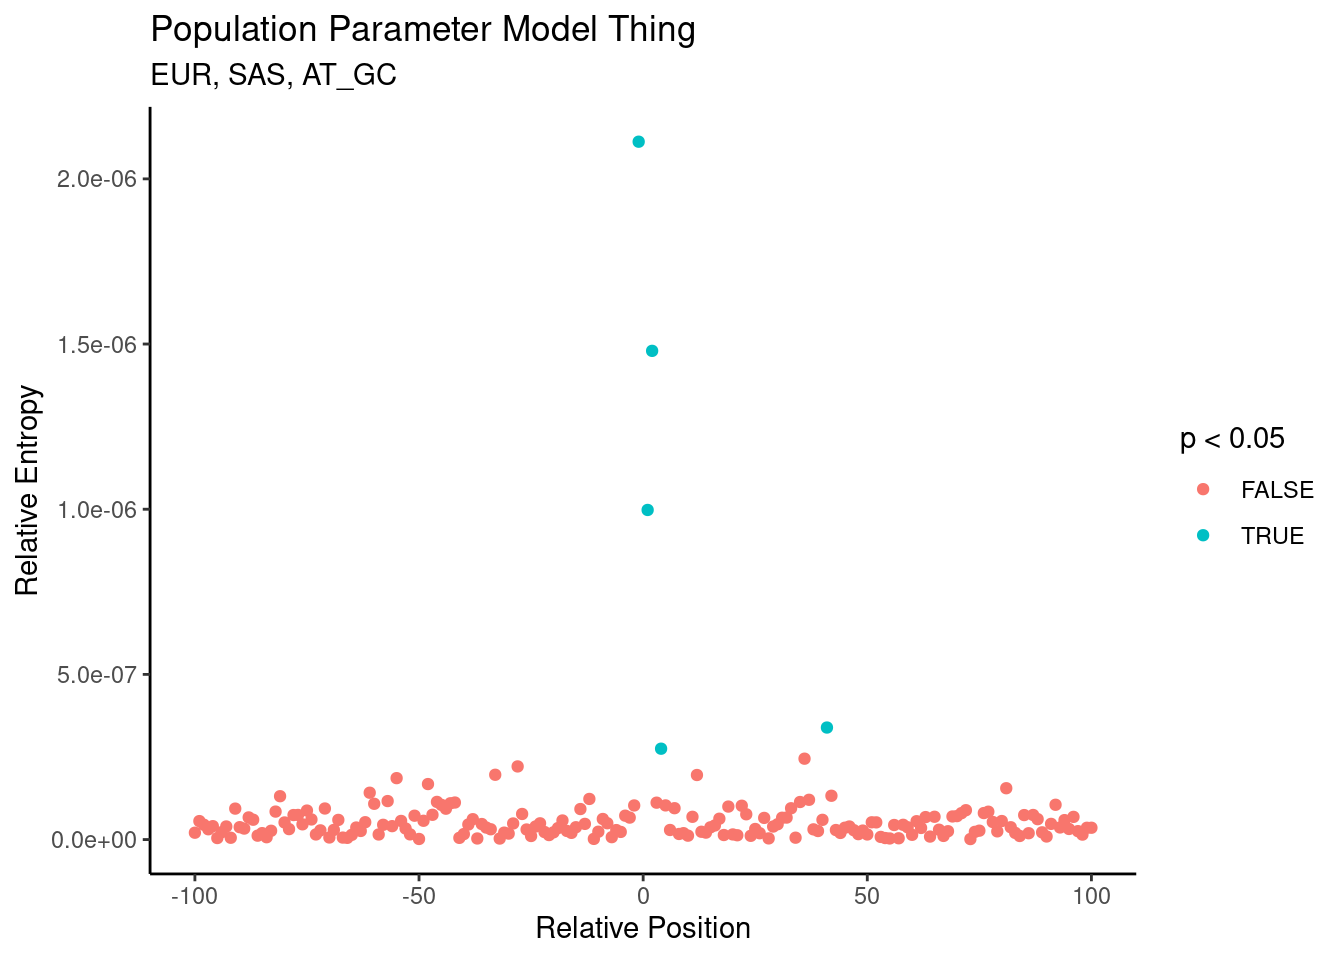 Population Parameter Model Thing
EUR, SAS, AT_GC
2.0e-06
1.5e-06
1.0e-06
5.0e-07
0.0e+00
Relative Entropy
-100
-50
0
50
100
Relative Position
p < 0.05
FALSE
TRUE